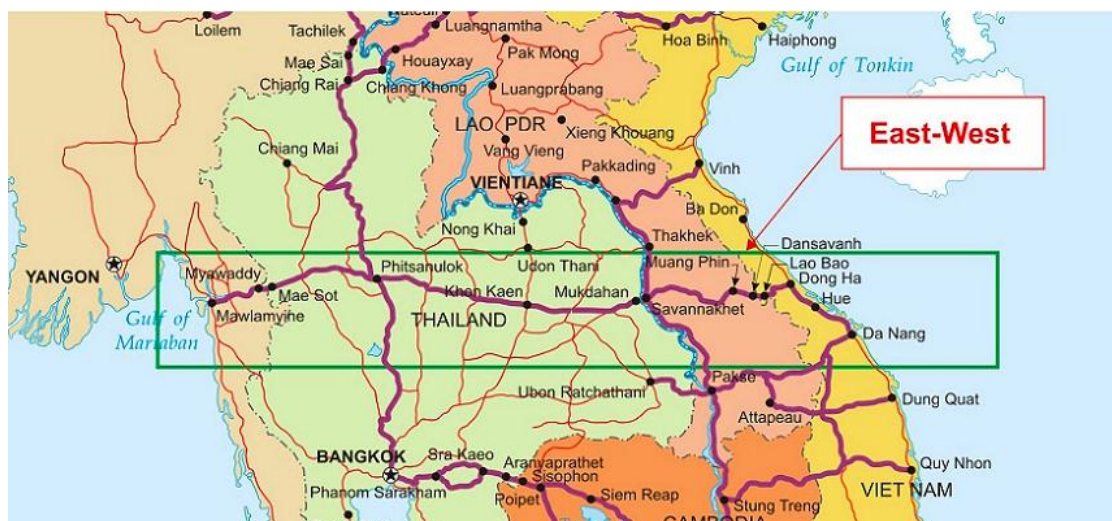 Nateuil
Luangnamtha
Loilem
Tachilek
Hoa Binh
Haiphong
Pak Mong
Mae Sai
Houayxay
Gulf of Tonkin
Chiang Rai
Chiang Khong
Luangprabang
East-West
LAO PDR
Xieng Khouang
Chiang Mai
Vang Vieng
Pakkading
Vinh
VIENTIANE
Ba Don
Nong Khai
Thakhek
Dansavanh
YANGON
Myawaddy
Phitsanulok
Udon Thani
Muang Phin
Lao Bao
Dong Ha
Mae Sot
Khon Kaen
Mukdahan
Hue
Mawlamyine
Savannakhet
Gulf of
Martaban
THAILAND
Da Nang
Ubon Ratchathani
Pakse
Attapeau
Dung Quat
BANGKOK
Sra Kaeo
Aranyaprathet
Sisophon
Quy Nhon
Phanom Sarakham
Poipet
Siem Reap
Stung Treng
VIET NAM
CAMBODIA